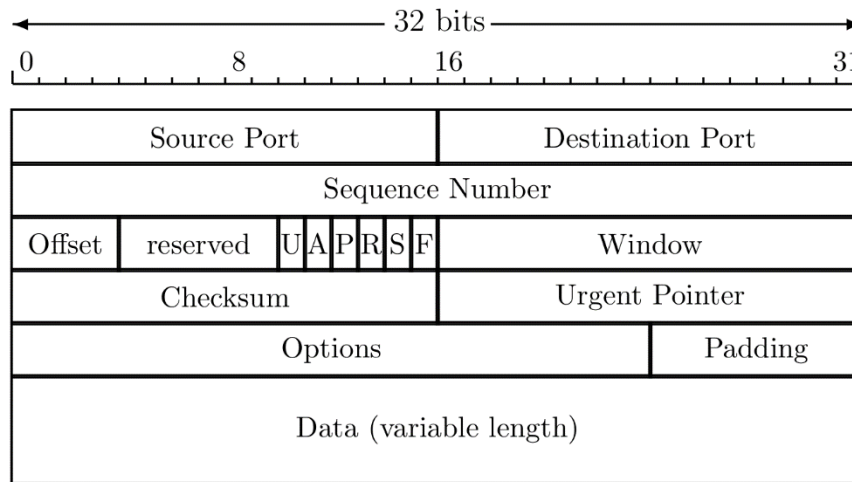 32 bits
0 8 16 31
Source Port Destination Port
Sequence Number
Offset reserved U A P R S F Window
Checksum Urgent Pointer
Options Padding
Data (variable length)